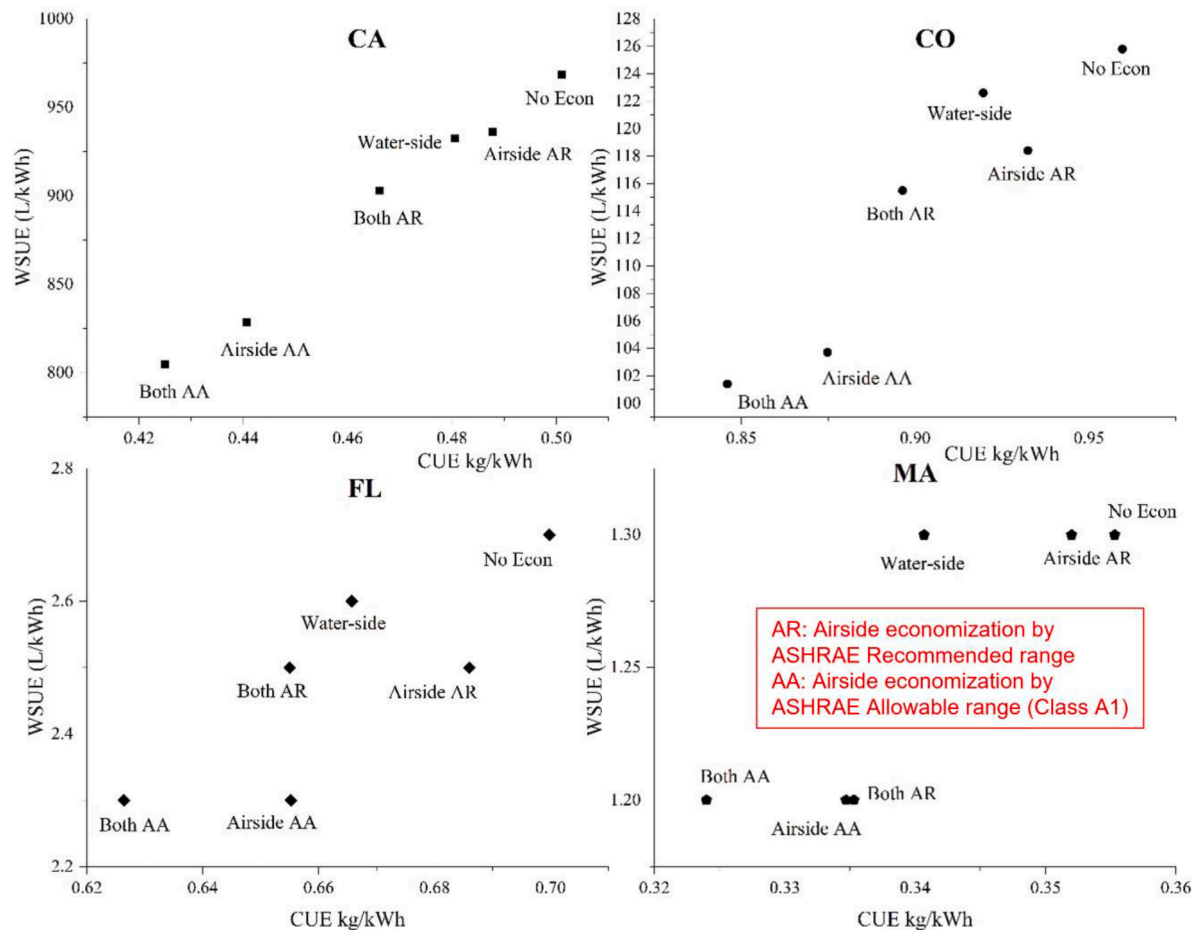 CA
1000
950
900
850
800
WSUE (L/kWh)
No Econ
Water-side
Airside AR
Both AR
Airside AA
Both AA
0.42
0.44
0.46
0.48
0.50
CUE kg/kWh
CO
128
126
124
122
120
118
116
114
112
110
108
106
104
102
100
WSUE (L/kWh)
No Econ
Water-side
Airside AR
Both AR
Airside AA
Both AA
0.85
0.90
0.95
CUE kg/kWh
FL
2.8
2.6
2.4
2.2
WSUE (L/kWh)
No Econ
Water-side
Both AR
Airside AR
Both AA
Airside AA
0.62
0.64
0.66
0.68
0.70
CUE kg/kWh
MA
1.30
1.25
1.20
WSUE (L/kWh)
No Econ
Water-side
Airside AR
AR: Airside economization by
ASHRAE Recommended range
AA: Airside economization by
ASHRAE Allowable range (Class A1)
Both AA
Both AR
Airside AA
0.32
0.33
0.34
0.35
0.36
CUE kg/kWh